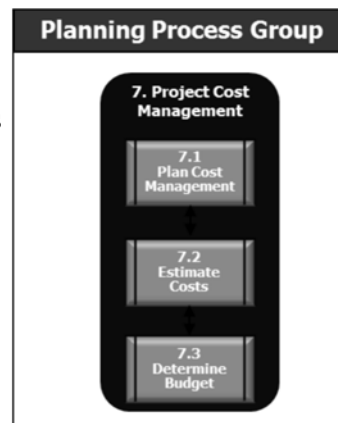 Planning Process Group
7. Project Cost
Management
7.1
Plan Cost
Management
7.2
Estimate
Costs
7.3
Determine
Budget